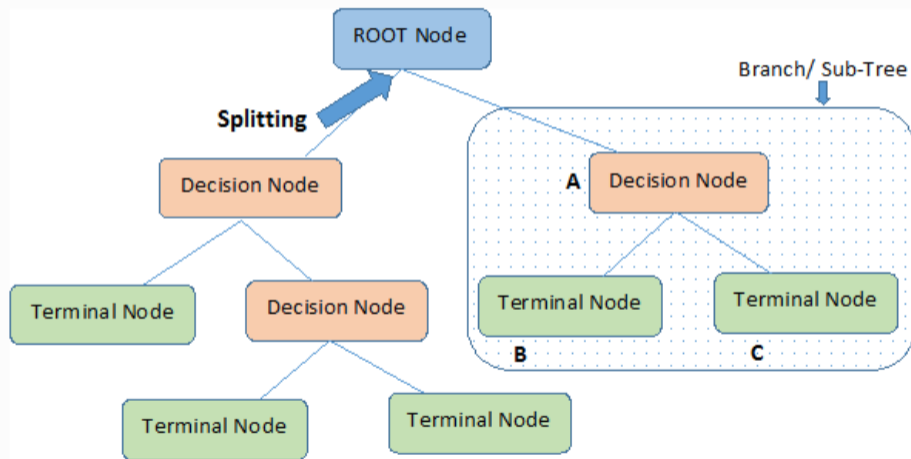 ROOT Node
Branch/ Sub-Tree
Splitting
Decision Node
A
Decision Node
Terminal Node
Decision Node
Terminal Node
Terminal Node
B
C
Terminal Node
Terminal Node